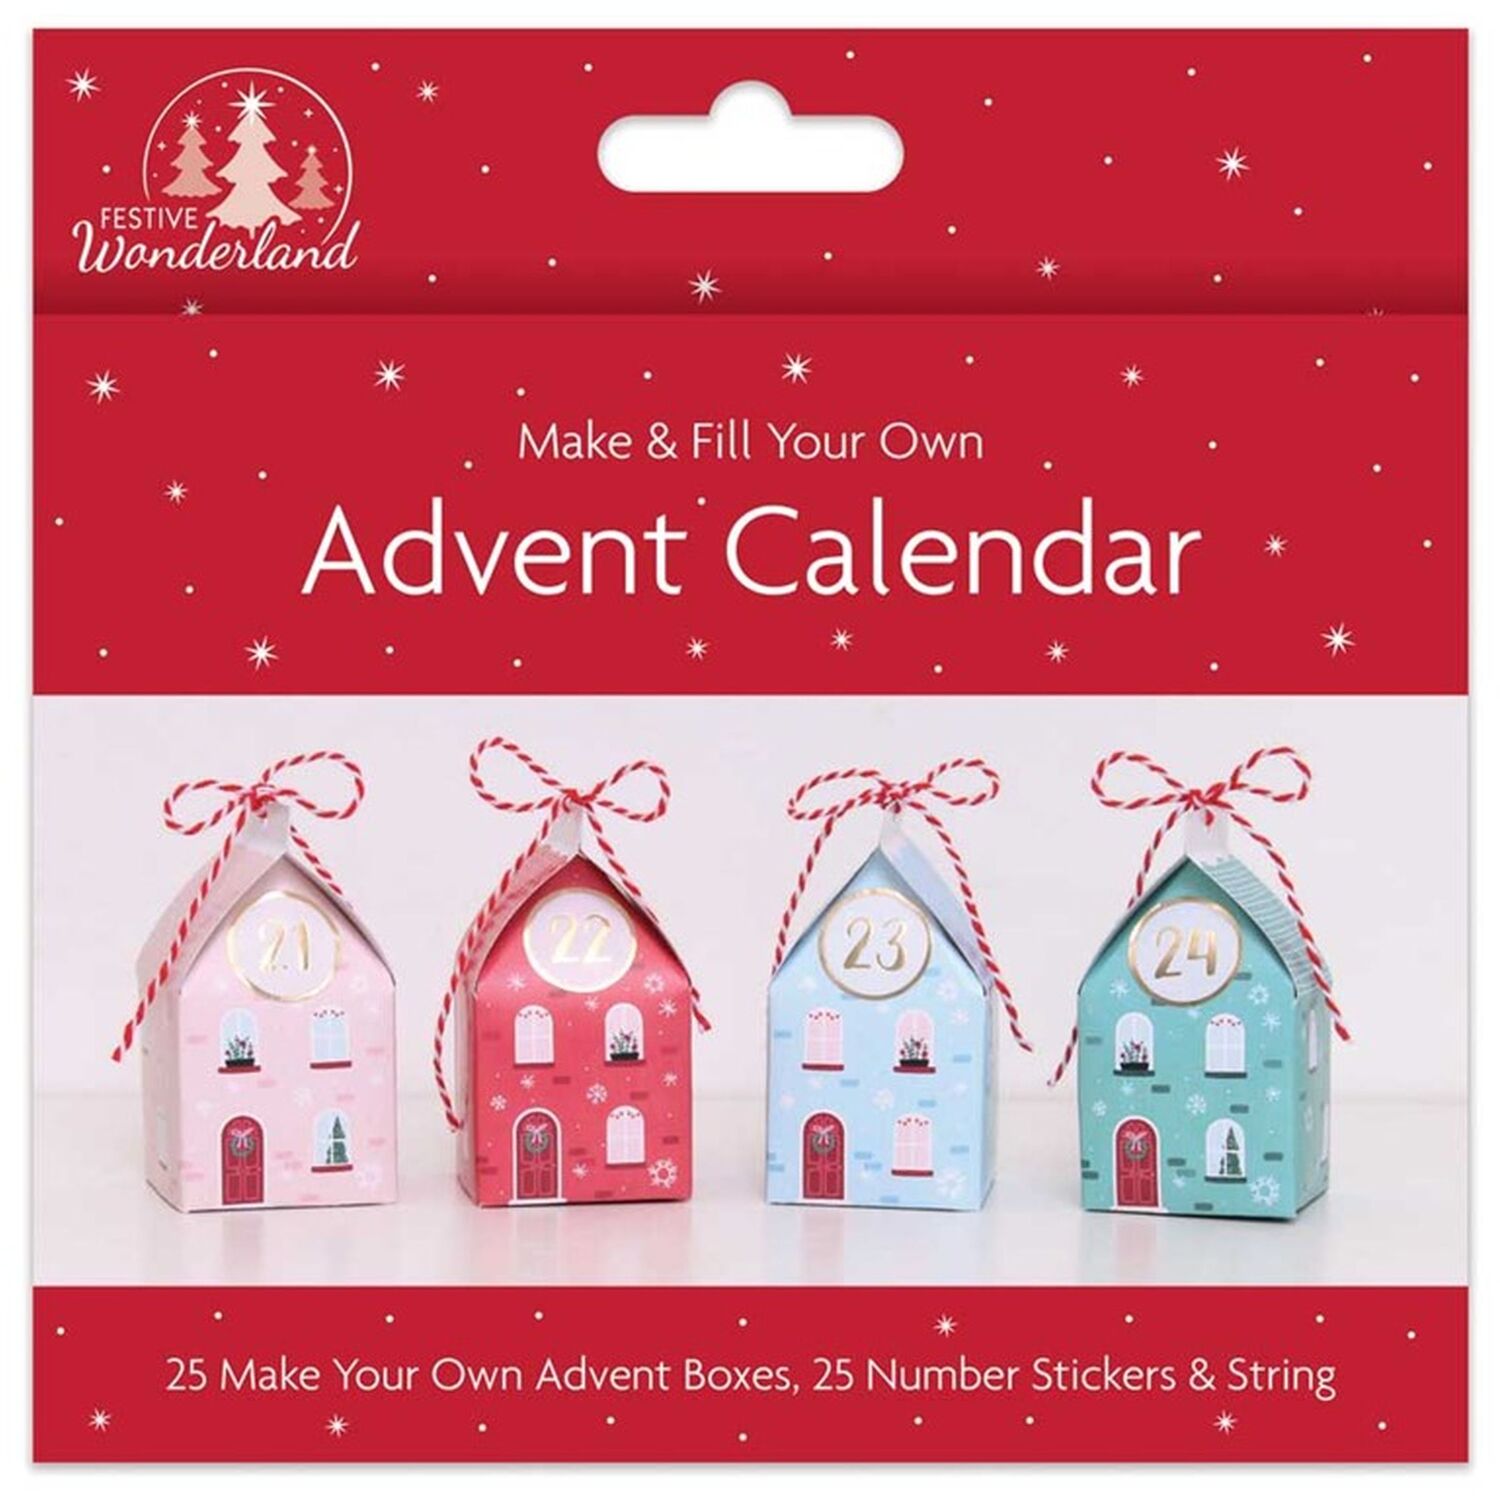 FESTIVE
Wonderland
Make & Fill Your Own
Advent Calendar
21
22
23
24
25 Make Your Own Advent Boxes, 25 Number Stickers & String